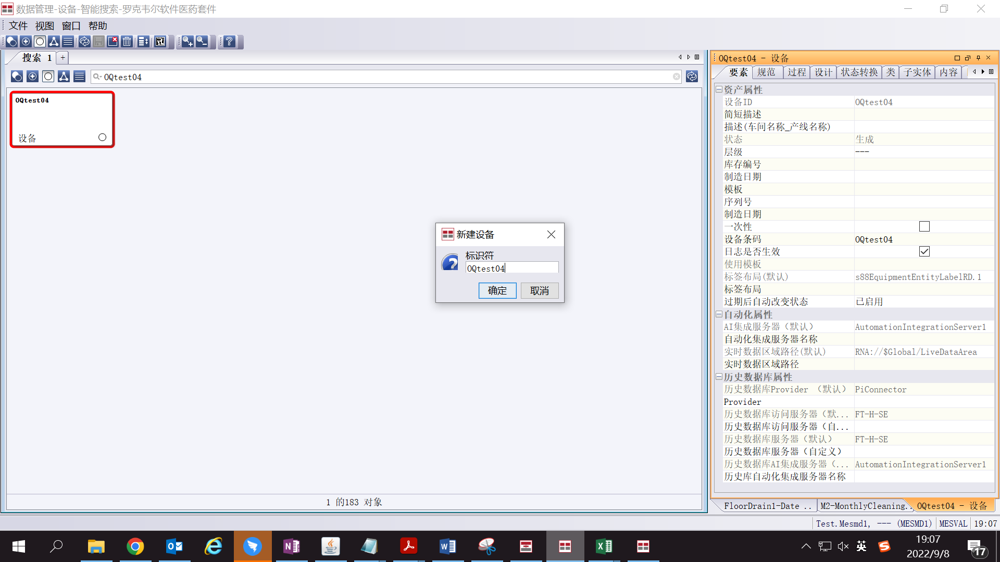 数据管理-设备-智能搜索-罗克韦尔软件医药套件
文件 视图 窗口 帮助
搜索 1 +
OQtest04
OQtest04
设备
1 的183 对象
新建设备
标识符
OQtest04
确定 取消
OQtest04 - 设备
要素 规范 过程 设计 状态转换 类 子实体 内容
资产属性
设备ID OQtest04
简短描述
描述(车间名称_产线名称)
状态 生成
层级 ---
库存编号
制造日期
模板
序列号
制造日期
一次性
设备条码 OQtest04
日志是否生效
使用模板
标签布局(默认) s88EquipmentEntityLabelRD.1
标签布局
过期后自动改变状态 已启用
自动化属性
AI集成服务器（默认） AutomationIntegrationServer1
自动化集成服务器名称
实时数据区域路径(默认) RNA://$Global/LiveDataArea
实时数据区域路径
历史数据库属性
历史数据库Provider （默认） PiConnector
Provider
历史数据库访问服务器（默... FT-H-SE
历史数据库访问服务器（自...
历史数据库服务器（默认） FT-H-SE
历史数据库服务器（自定义）
历史数据库AI集成服务器（... AutomationIntegrationServer1
历史库自动化集成服务器名称
FloorDrain1-Date .. M2-MonthlyCleaning.. OQtest04 - 设备
Test.Mesmd1, --- (MESMD1) MESVAL 19:07
英
19:07
2022/9/8
17